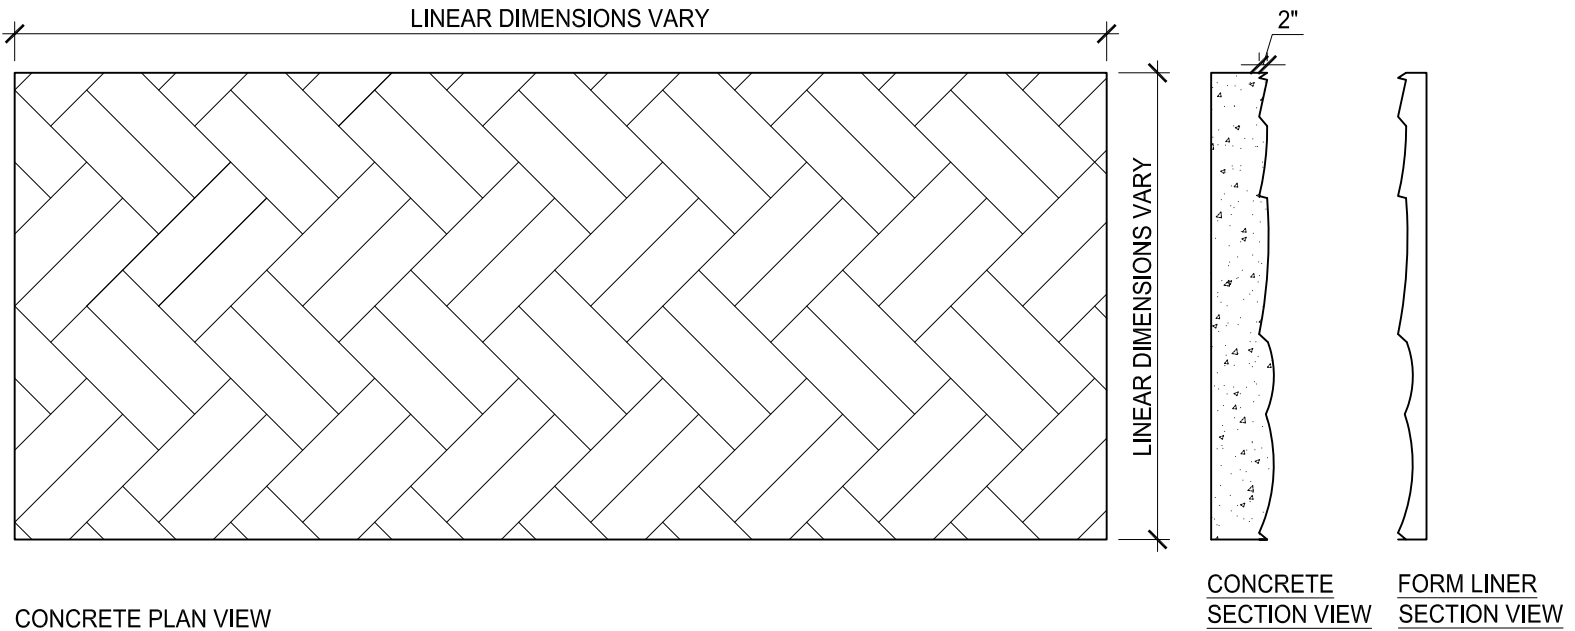 LINEAR DIMENSIONS VARY
2"
LINEAR DIMENSIONS VARY
CONCRETE PLAN VIEW
CONCRETE
SECTION VIEW
FORM LINER
SECTION VIEW